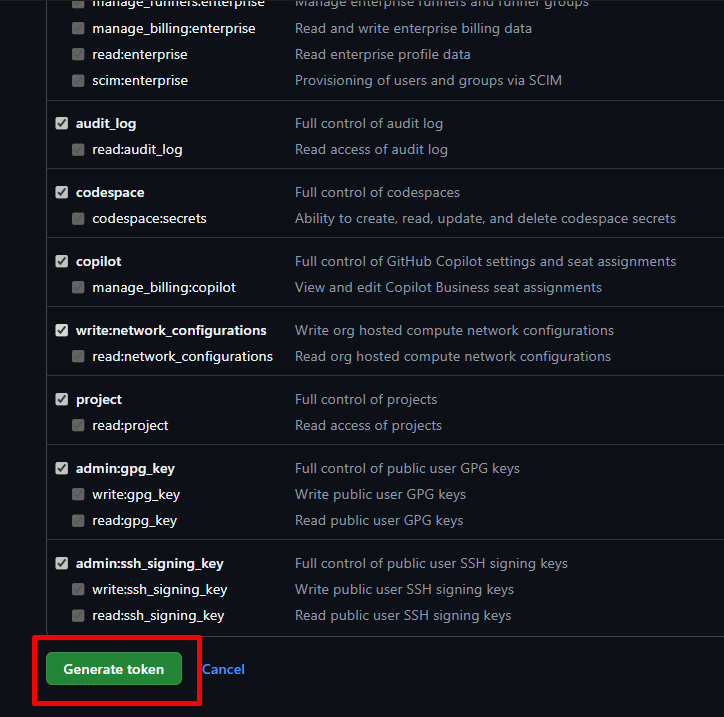 manage_runners:enterprise Manage enterprise runners and runner groups
manage_billing:enterprise Read and write enterprise billing data
read:enterprise Read enterprise profile data
scim:enterprise Provisioning of users and groups via SCIM
audit_log Full control of audit log
read:audit_log Read access of audit log
codespace Full control of codespaces
codespace:secrets Ability to create, read, update, and delete codespace secrets
copilot Full control of GitHub Copilot settings and seat assignments
manage_billing:copilot View and edit Copilot Business seat assignments
write:network_configurations Write org hosted compute network configurations
read:network_configurations Read org hosted compute network configurations
project Full control of projects
read:project Read access of projects
admin:gpg_key Full control of public user GPG keys
write:gpg_key Write public user GPG keys
read:gpg_key Read public user GPG keys
admin:ssh_signing_key Full control of public user SSH signing keys
write:ssh_signing_key Write public user SSH signing keys
read:ssh_signing_key Read public user SSH signing keys
Generate token Cancel